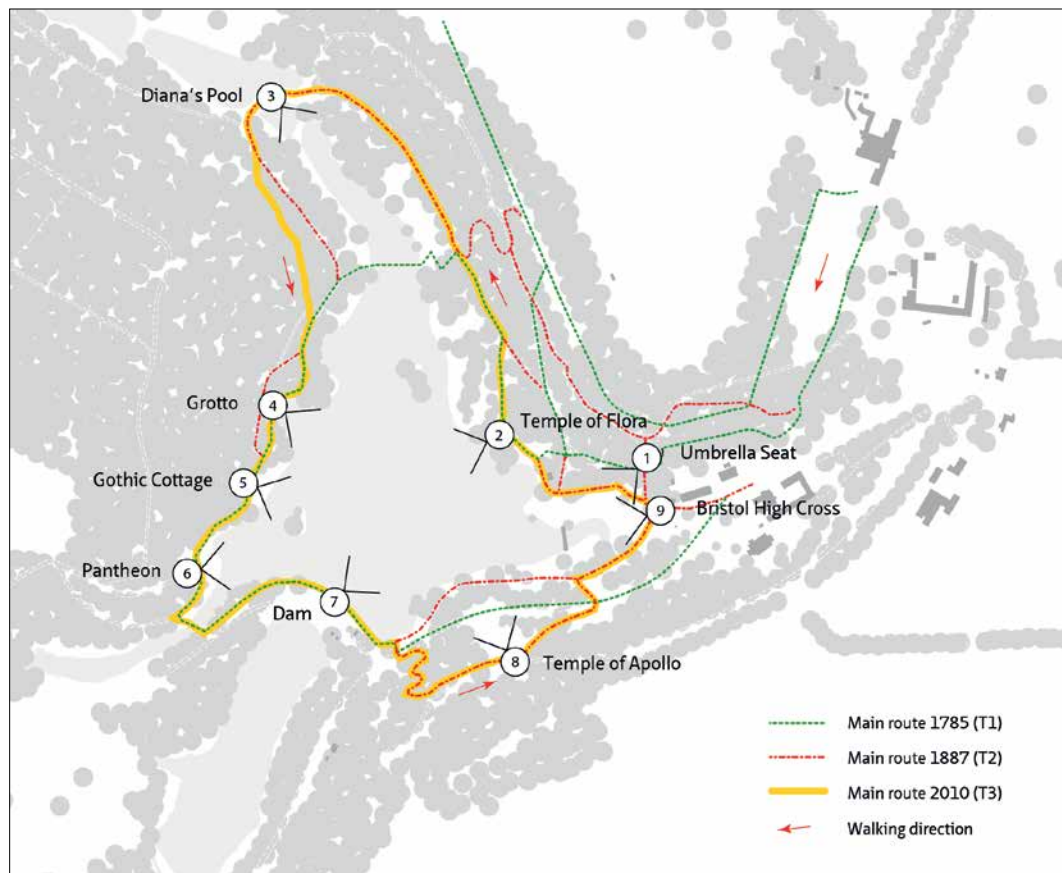 3
Diana's Pool
2
Temple of Flora
4
Grotto
1
Umbrella Seat
5
Gothic Cottage
9
Bristol High Cross
6
Pantheon
7
Dam
8
Temple of Apollo
Main route 1785 (T1)
Main route 1887 (T2)
Main route 2010 (T3)
Walking direction